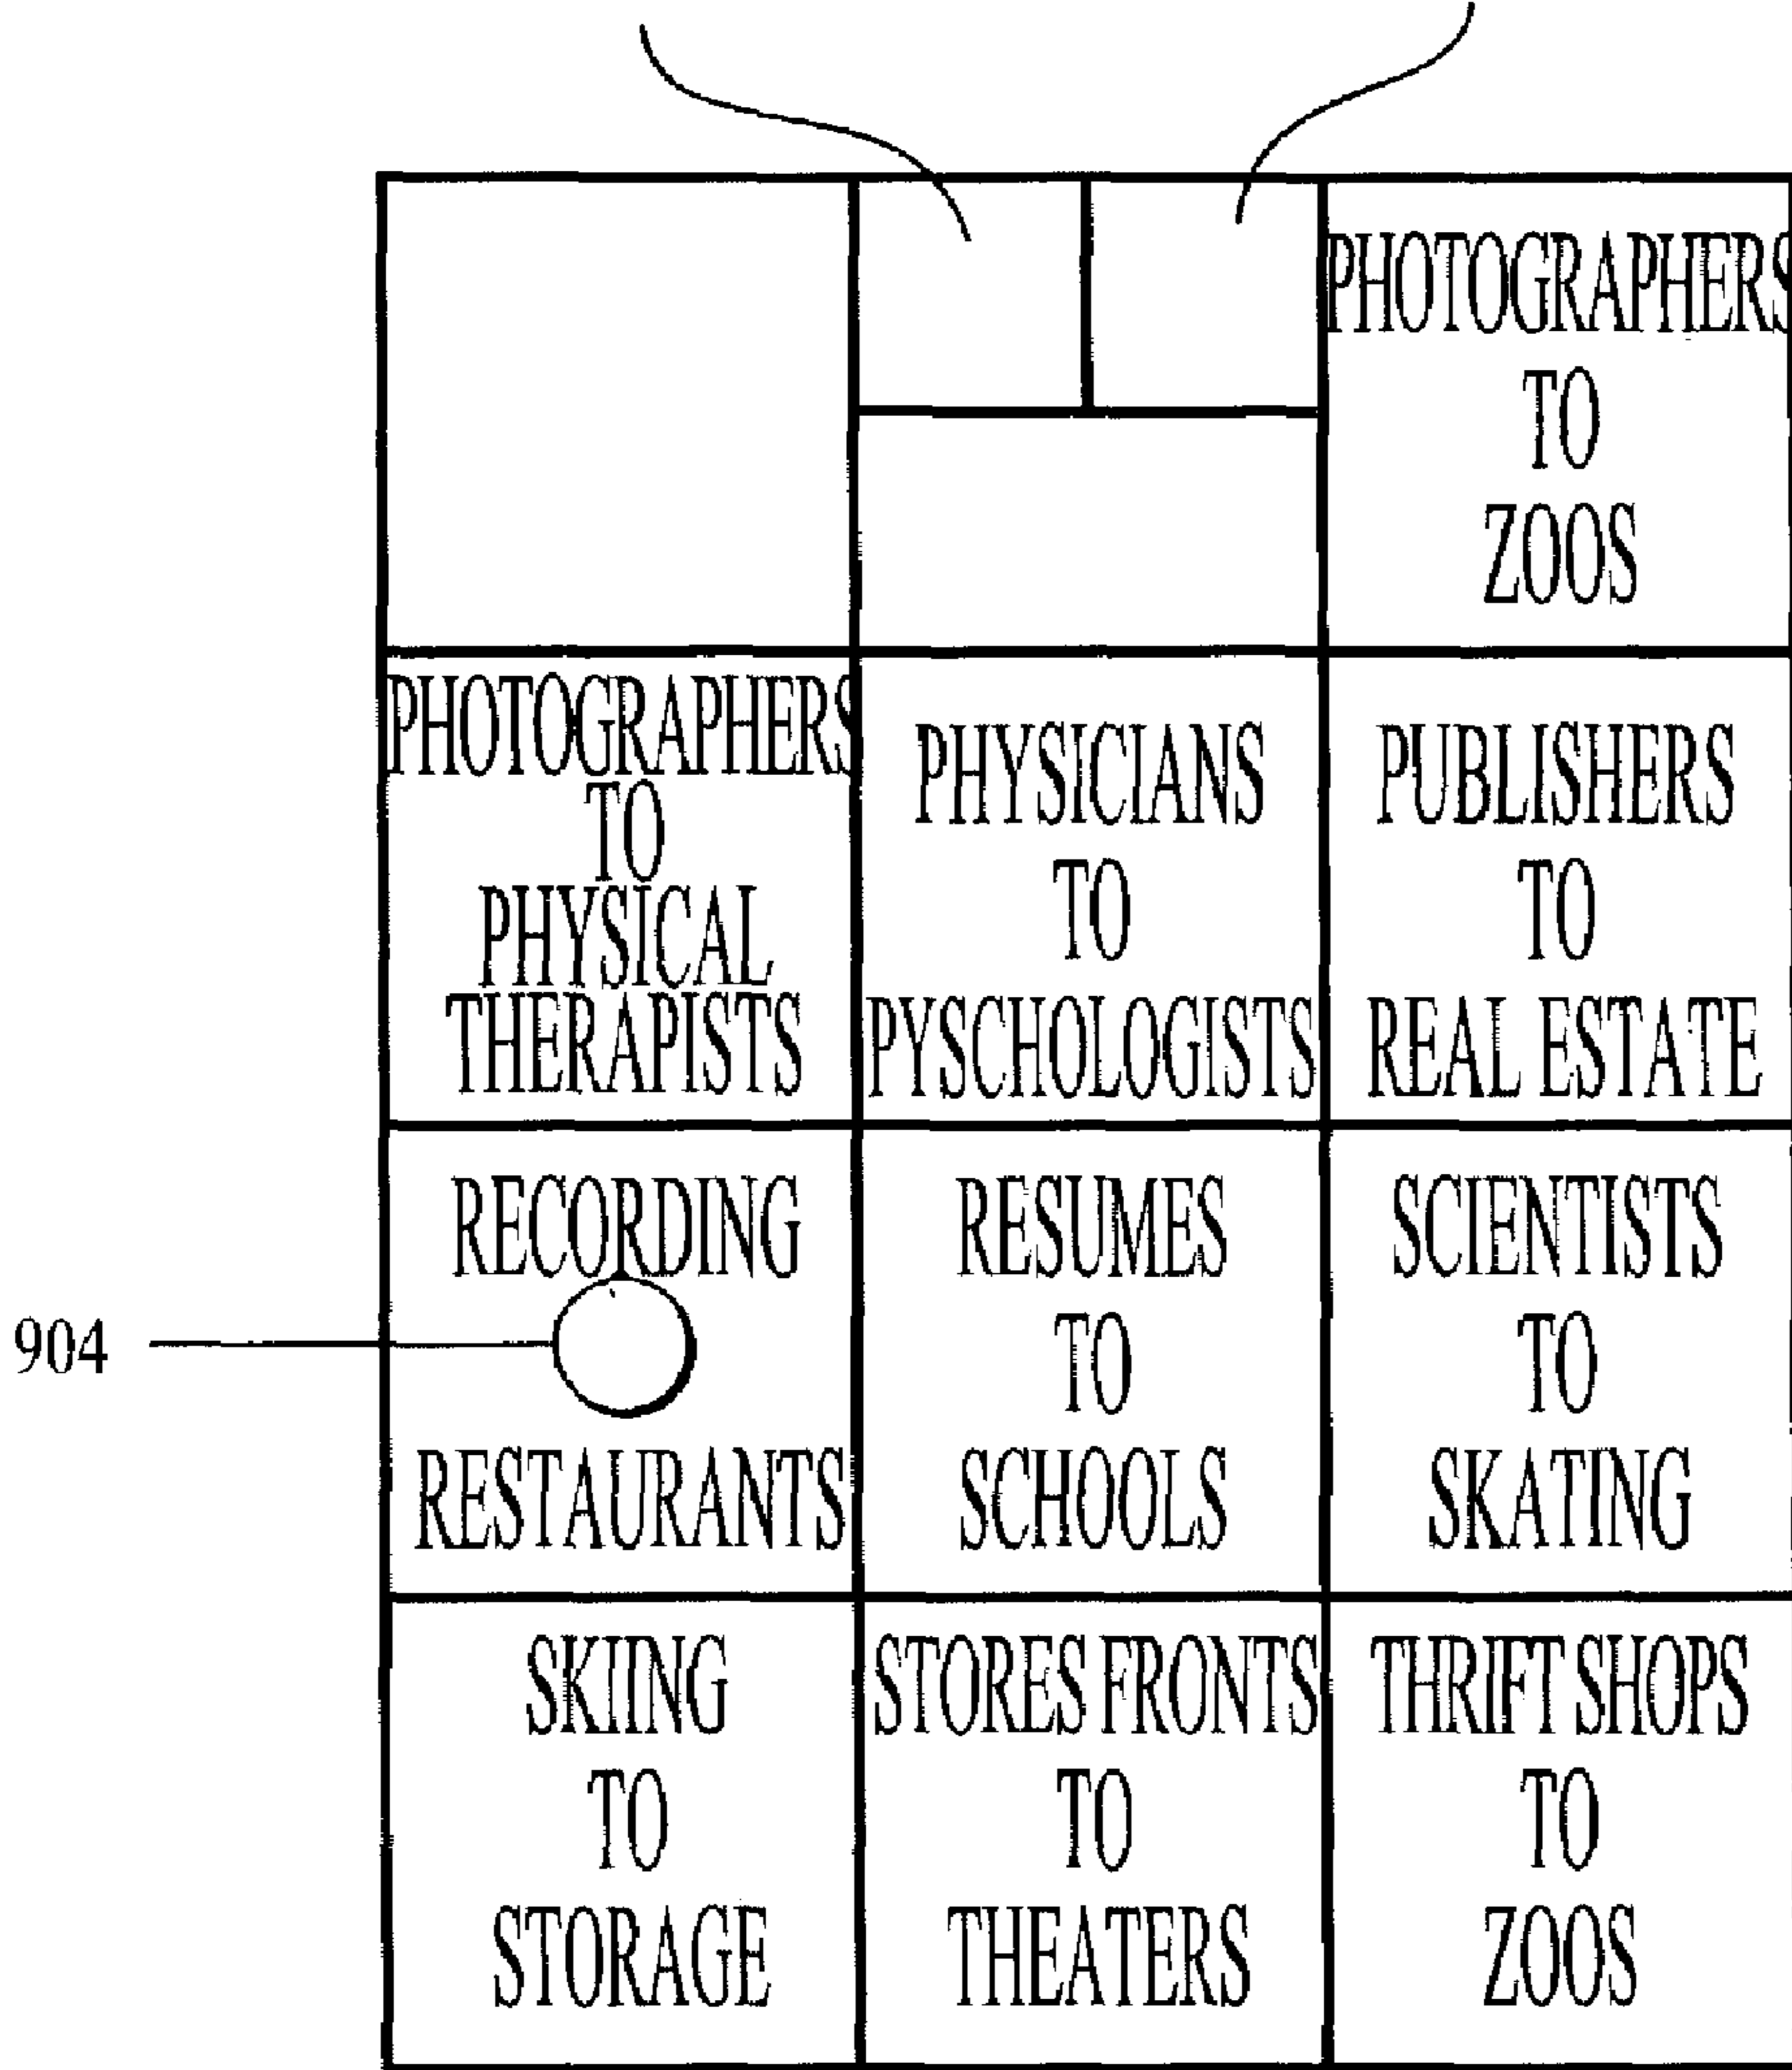 PHOTOGRAPHERS
TO
ZOOS
PHOTOGRAPHERS
TO
PHYSICAL
THERAPISTS
PHYSICIANS
TO
PYSCHOLOGISTS
PUBLISHERS
TO
REAL ESTATE
904
RECORDING
RESTAURANTS
RESUMES
TO
SCHOOLS
SCIENTISTS
TO
SKATING
SKIING
TO
STORAGE
STORES FRONTS
TO
THEATERS
THRIFT SHOPS
TO
ZOOS